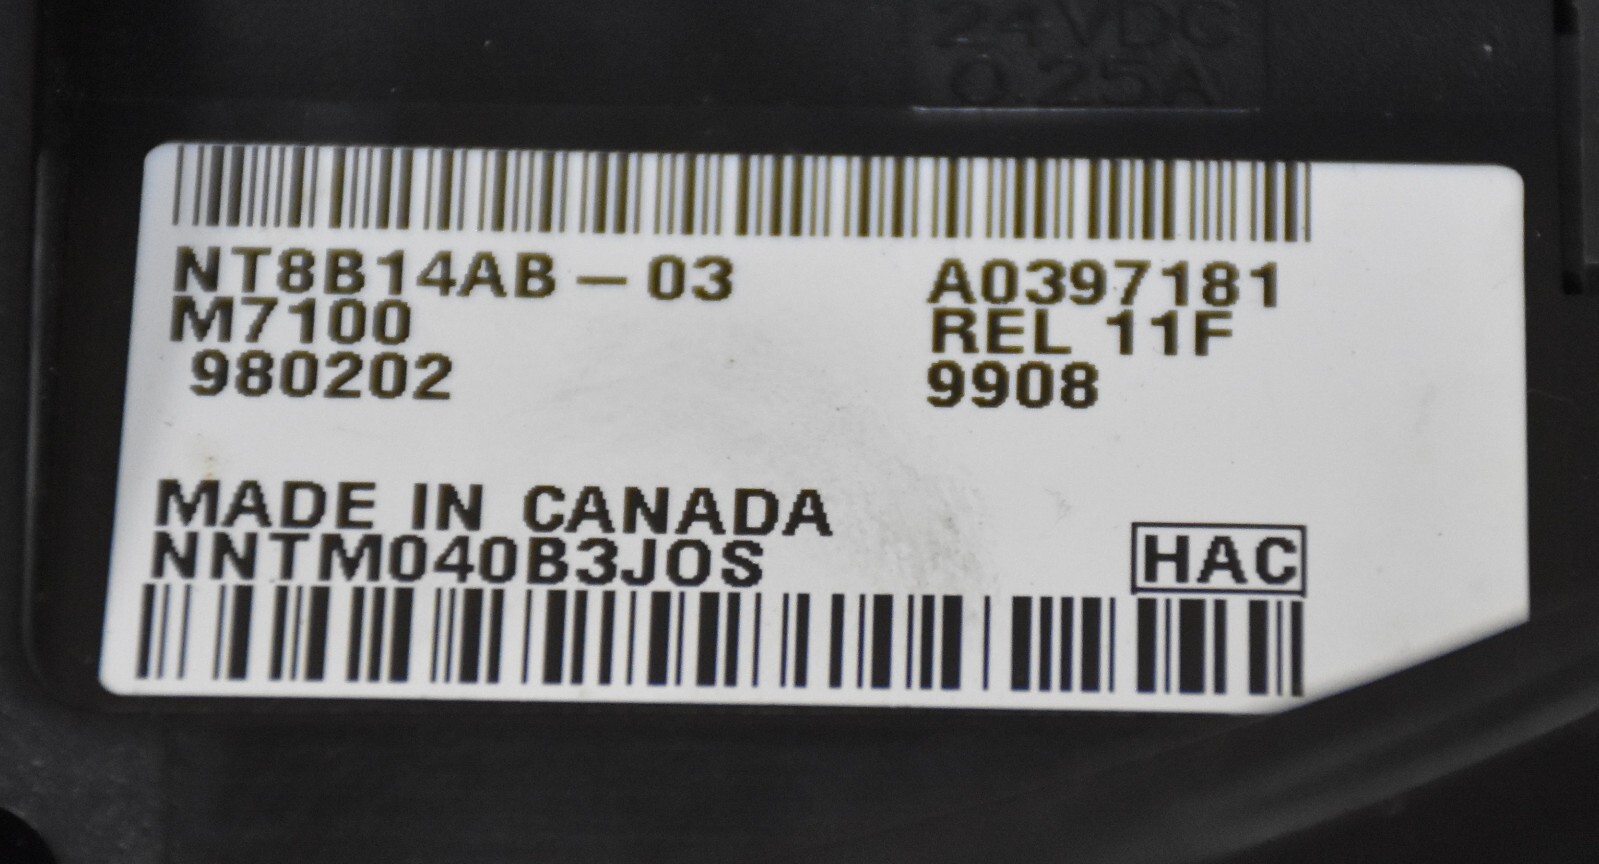 24VDC
0.25A
NT8B14AB-03 A0397181
M7100 REL 11F
980202 9908
MADE IN CANADA
NNTM040B3JOS HAC